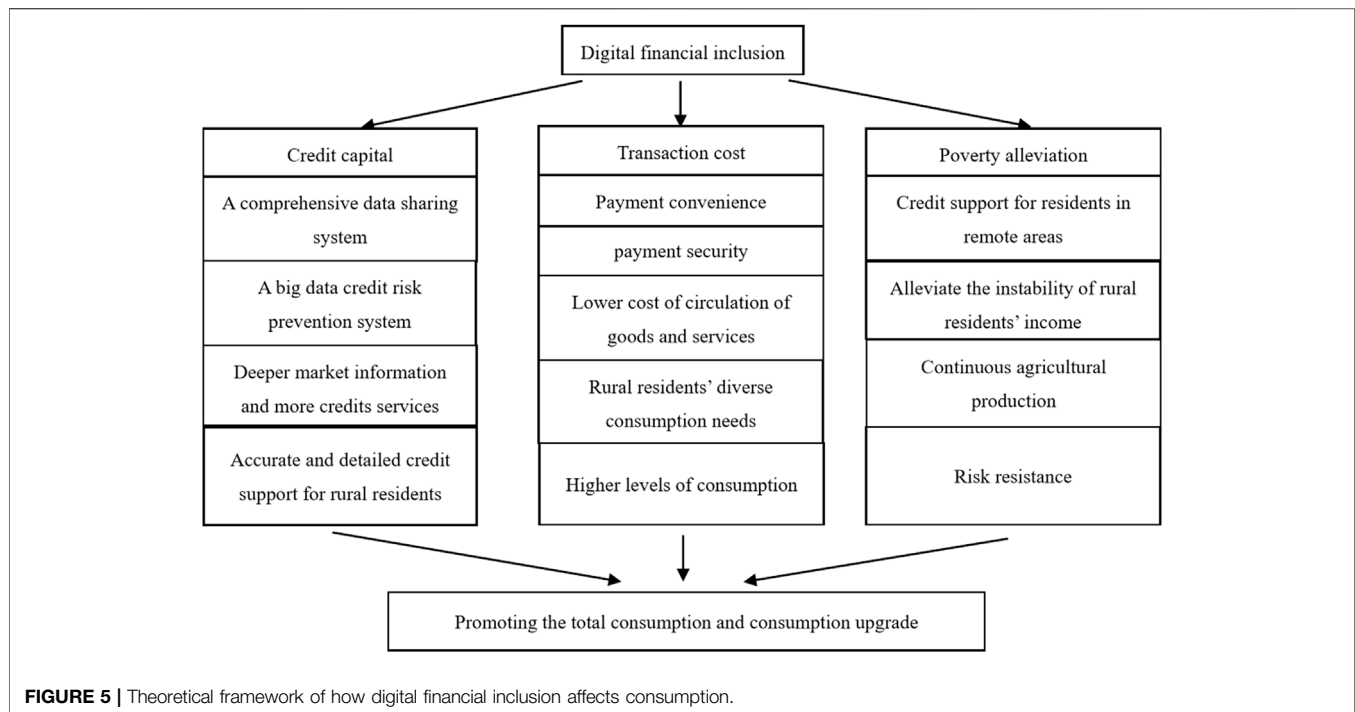 Digital financial inclusion
Credit capital
A comprehensive data sharing
system
A big data credit risk
prevention system
Deeper market information
and more credits services
Accurate and detailed credit
support for rural residents
Transaction cost
Payment convenience
payment security
Lower cost of circulation of
goods and services
Rural residents’ diverse
consumption needs
Higher levels of consumption
Poverty alleviation
Credit support for residents in
remote areas
Alleviate the instability of rural
residents’ income
Continuous agricultural
production
Risk resistance
Promoting the total consumption and consumption upgrade
FIGURE 5 | Theoretical framework of how digital financial inclusion affects consumption.